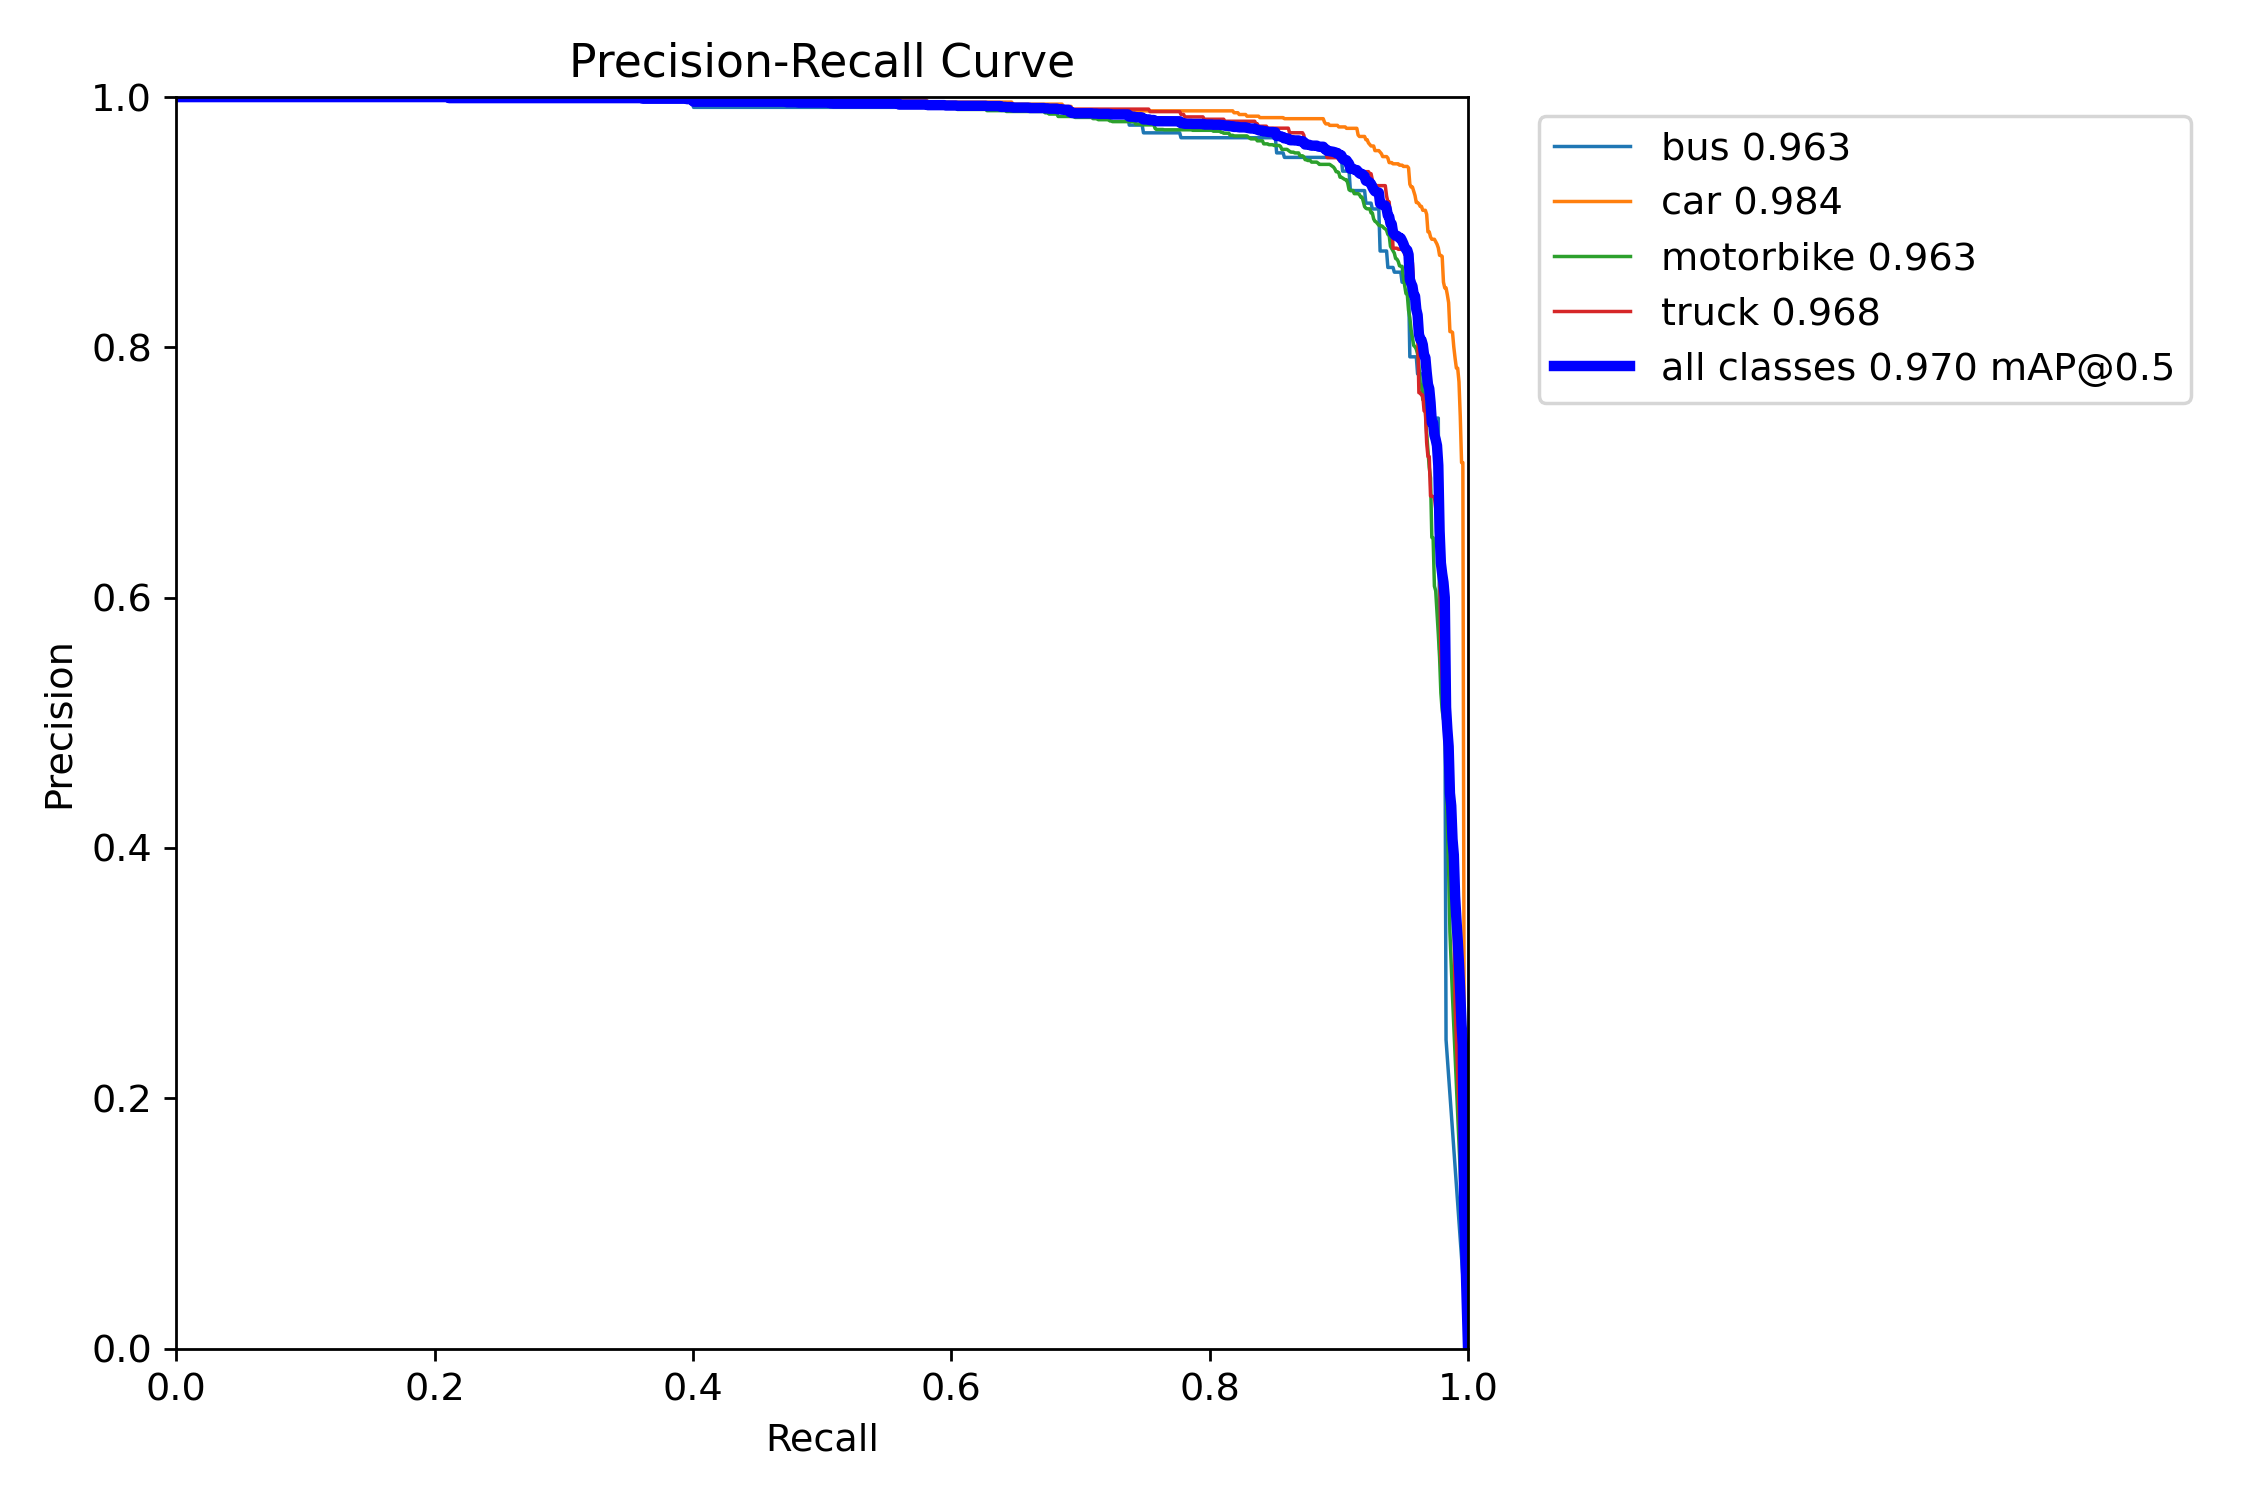 Precision-Recall Curve
1.0
0.8
0.6
0.4
0.2
0.0
Precision
0.0 0.2 0.4 0.6 0.8 1.0
Recall
bus 0.963
car 0.984
motorbike 0.963
truck 0.968
all classes 0.970 mAP@0.5